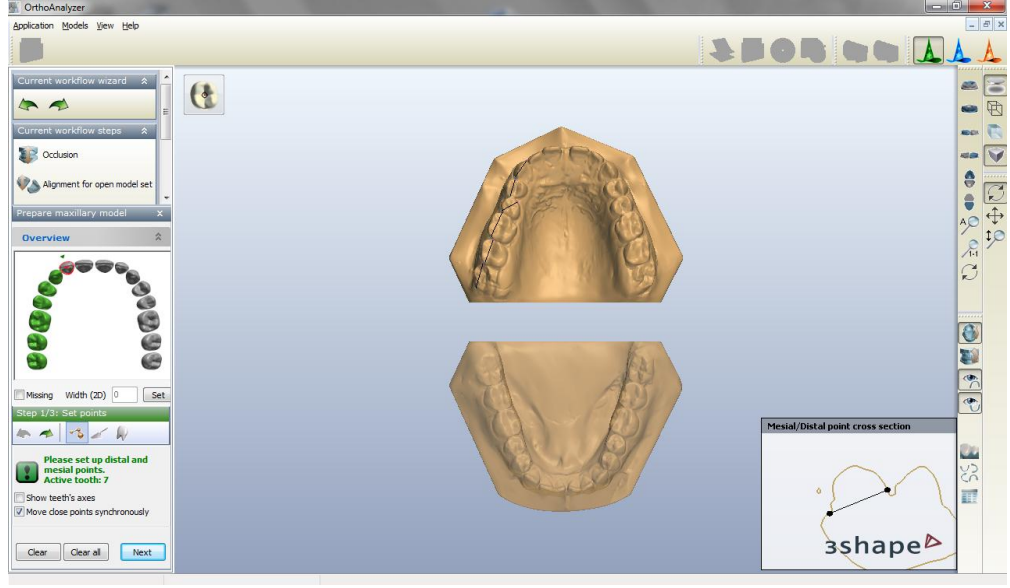 OrthoAnalyzer
Application Models View Help
Current workflow wizard
Current workflow steps
Occlusion
Alignment for open model set
Prepare maxillary model x
Overview
Missing Width (2D) 0 Set
Step 1/3: Set points
Please set up distal and
mesial points.
Active tooth: 7
Show teeth's axes
Move close points synchronously
Clear Clear all Next
A
1:1
Mesial/Distal point cross section
3shape